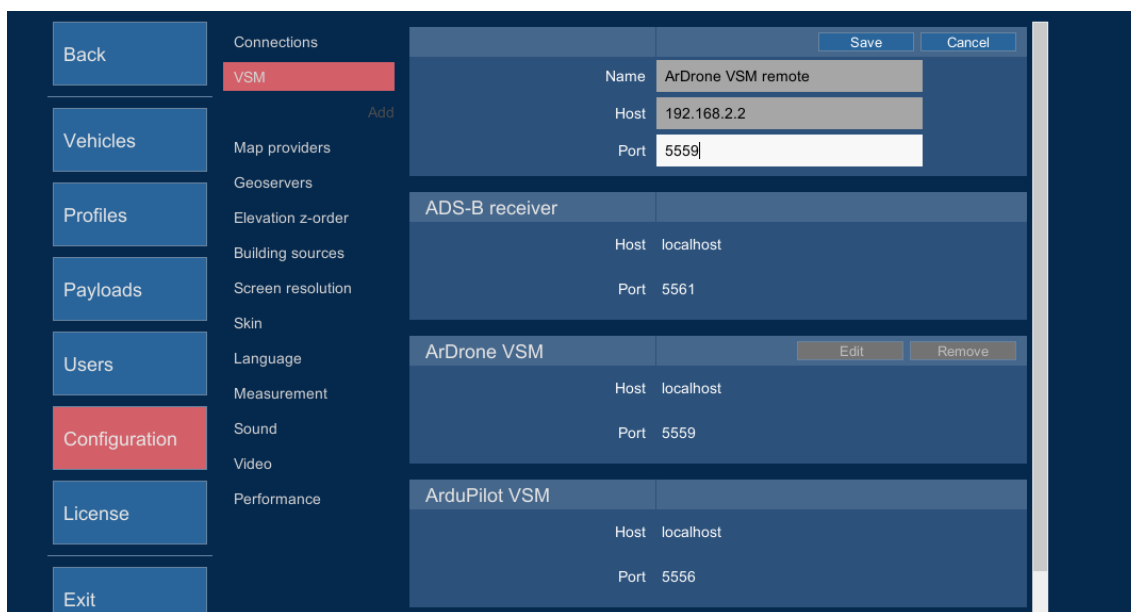 Back
Vehicles
Profiles
Payloads
Users
Configuration
License
Exit
Connections
VSM
Add
Map providers
Geoservers
Elevation z-order
Building sources
Screen resolution
Skin
Language
Measurement
Sound
Video
Performance
Save Cancel
Name ArDrone VSM remote
Host 192.168.2.2
Port 5559
ADS-B receiver
Host localhost
Port 5561
ArDrone VSM Edit Remove
Host localhost
Port 5559
ArduPilot VSM
Host localhost
Port 5556